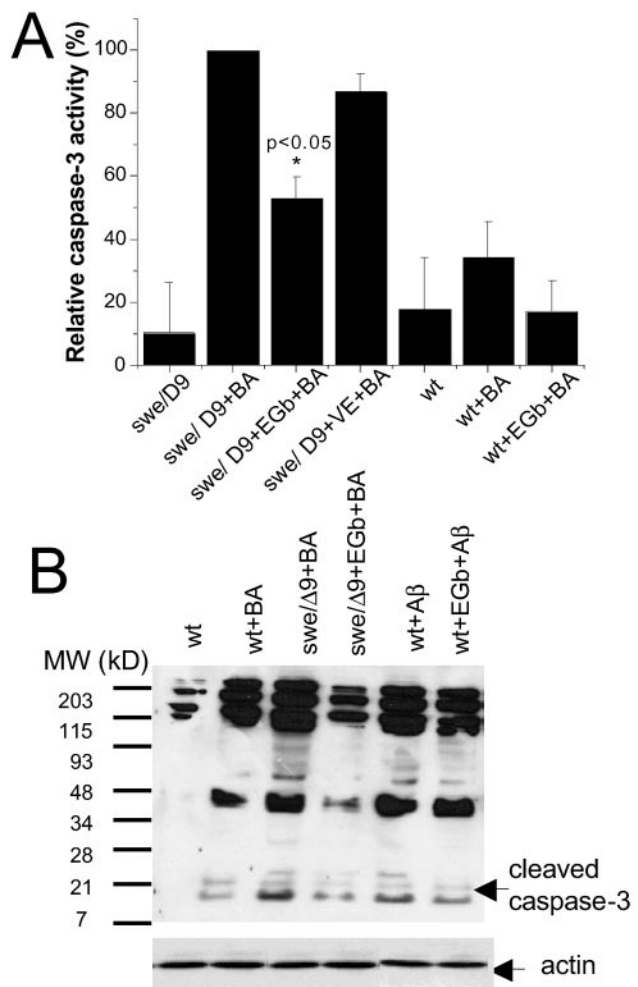 A
Relative caspase-3 activity (%)
100
80
60
40
20
0
p<0.05
*
swe/D9
swe/ D9+BA
swe/ D9+EGb+BA
swe/ D9+VE+BA
wt
wt+BA
wt+EGb+BA
B
wt
wt+BA
swe/Δ9+BA
swe/Δ9+EGb+BA
wt+Aβ
wt+EGb+Aβ
MW (kD)
203
115
93
48
34
28
21
7
cleaved
caspase-3
actin